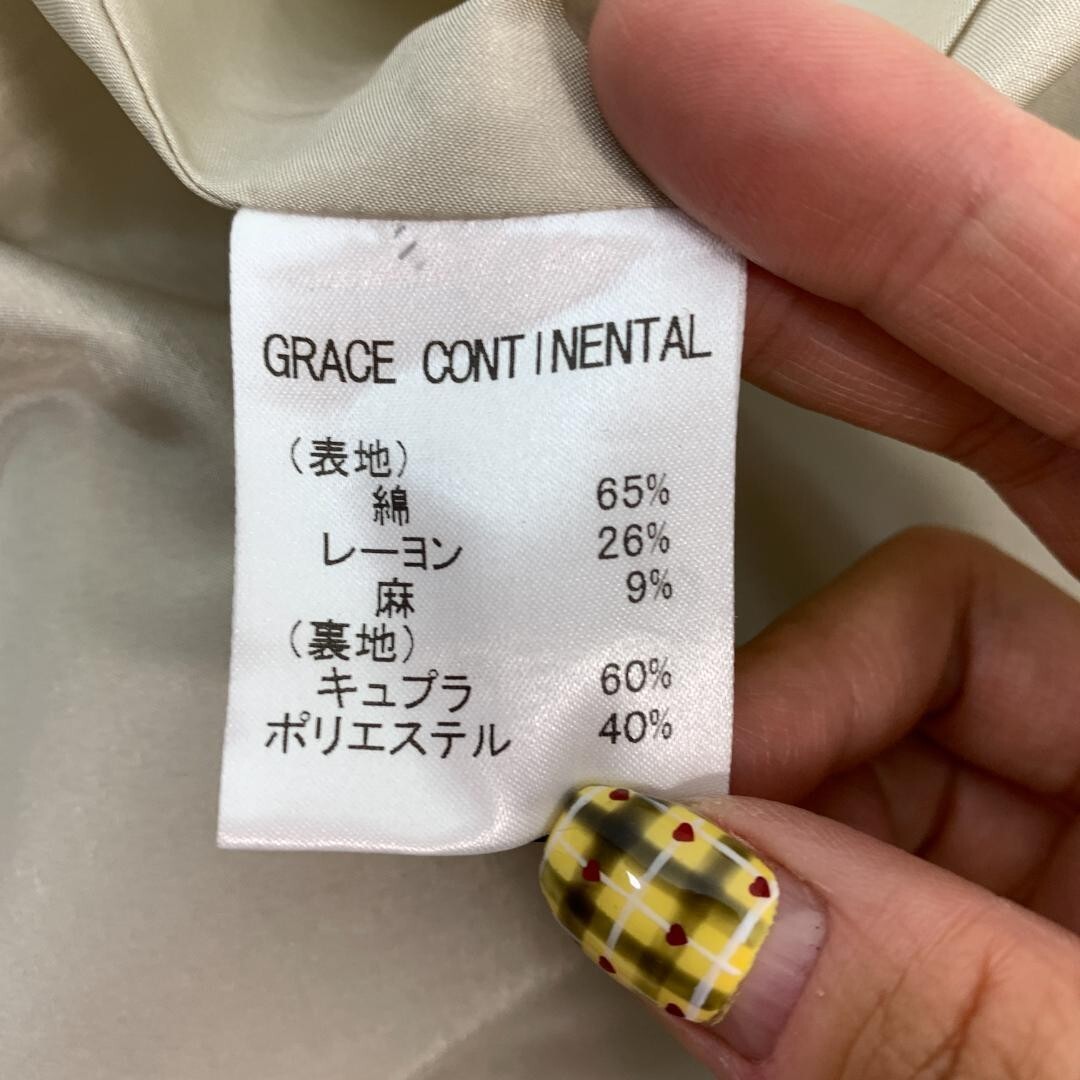 GRACE CONTINENTAL
(表地)
綿 65%
レーヨン 26%
麻 9%
(裏地)
キュプラ 60%
ポリエステル 40%